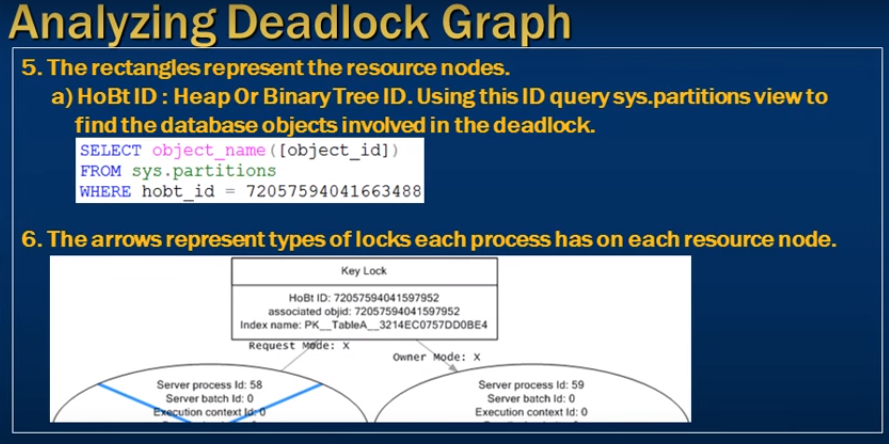 Analyzing Deadlock Graph
5. The rectangles represent the resource nodes.
a) HoBt ID : Heap Or Binary Tree ID. Using this ID query sys.partitions view to
find the database objects involved in the deadlock.
SELECT object_name([object_id])
FROM sys.partitions
WHERE hobt_id = 72057594041663488
6. The arrows represent types of locks each process has on each resource node.
Key Lock
HoBt ID: 72057594041597952
associated objid: 72057594041597952
Index name: PK__TableA__3214EC0757DD0BE4
Request Mode: X
Owner Mode: X
Server process Id: 58
Server batch Id: 0
Execution context Id: 0
Server process Id: 59
Server batch Id: 0
Execution context Id: 0